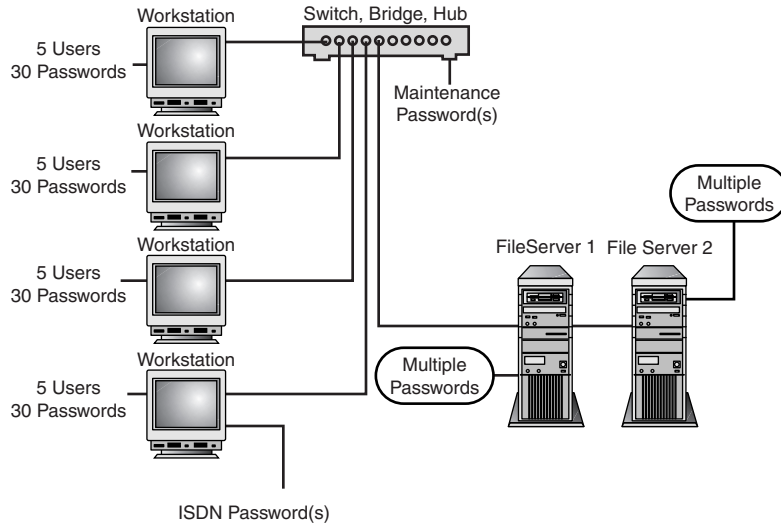 Workstation
Switch, Bridge, Hub
5 Users
30 Passwords
Maintenance
Password(s)
Workstation
5 Users
30 Passwords
Multiple
Passwords
Workstation
FileServer 1
File Server 2
5 Users
30 Passwords
Workstation
Multiple
Passwords
5 Users
30 Passwords
ISDN Password(s)